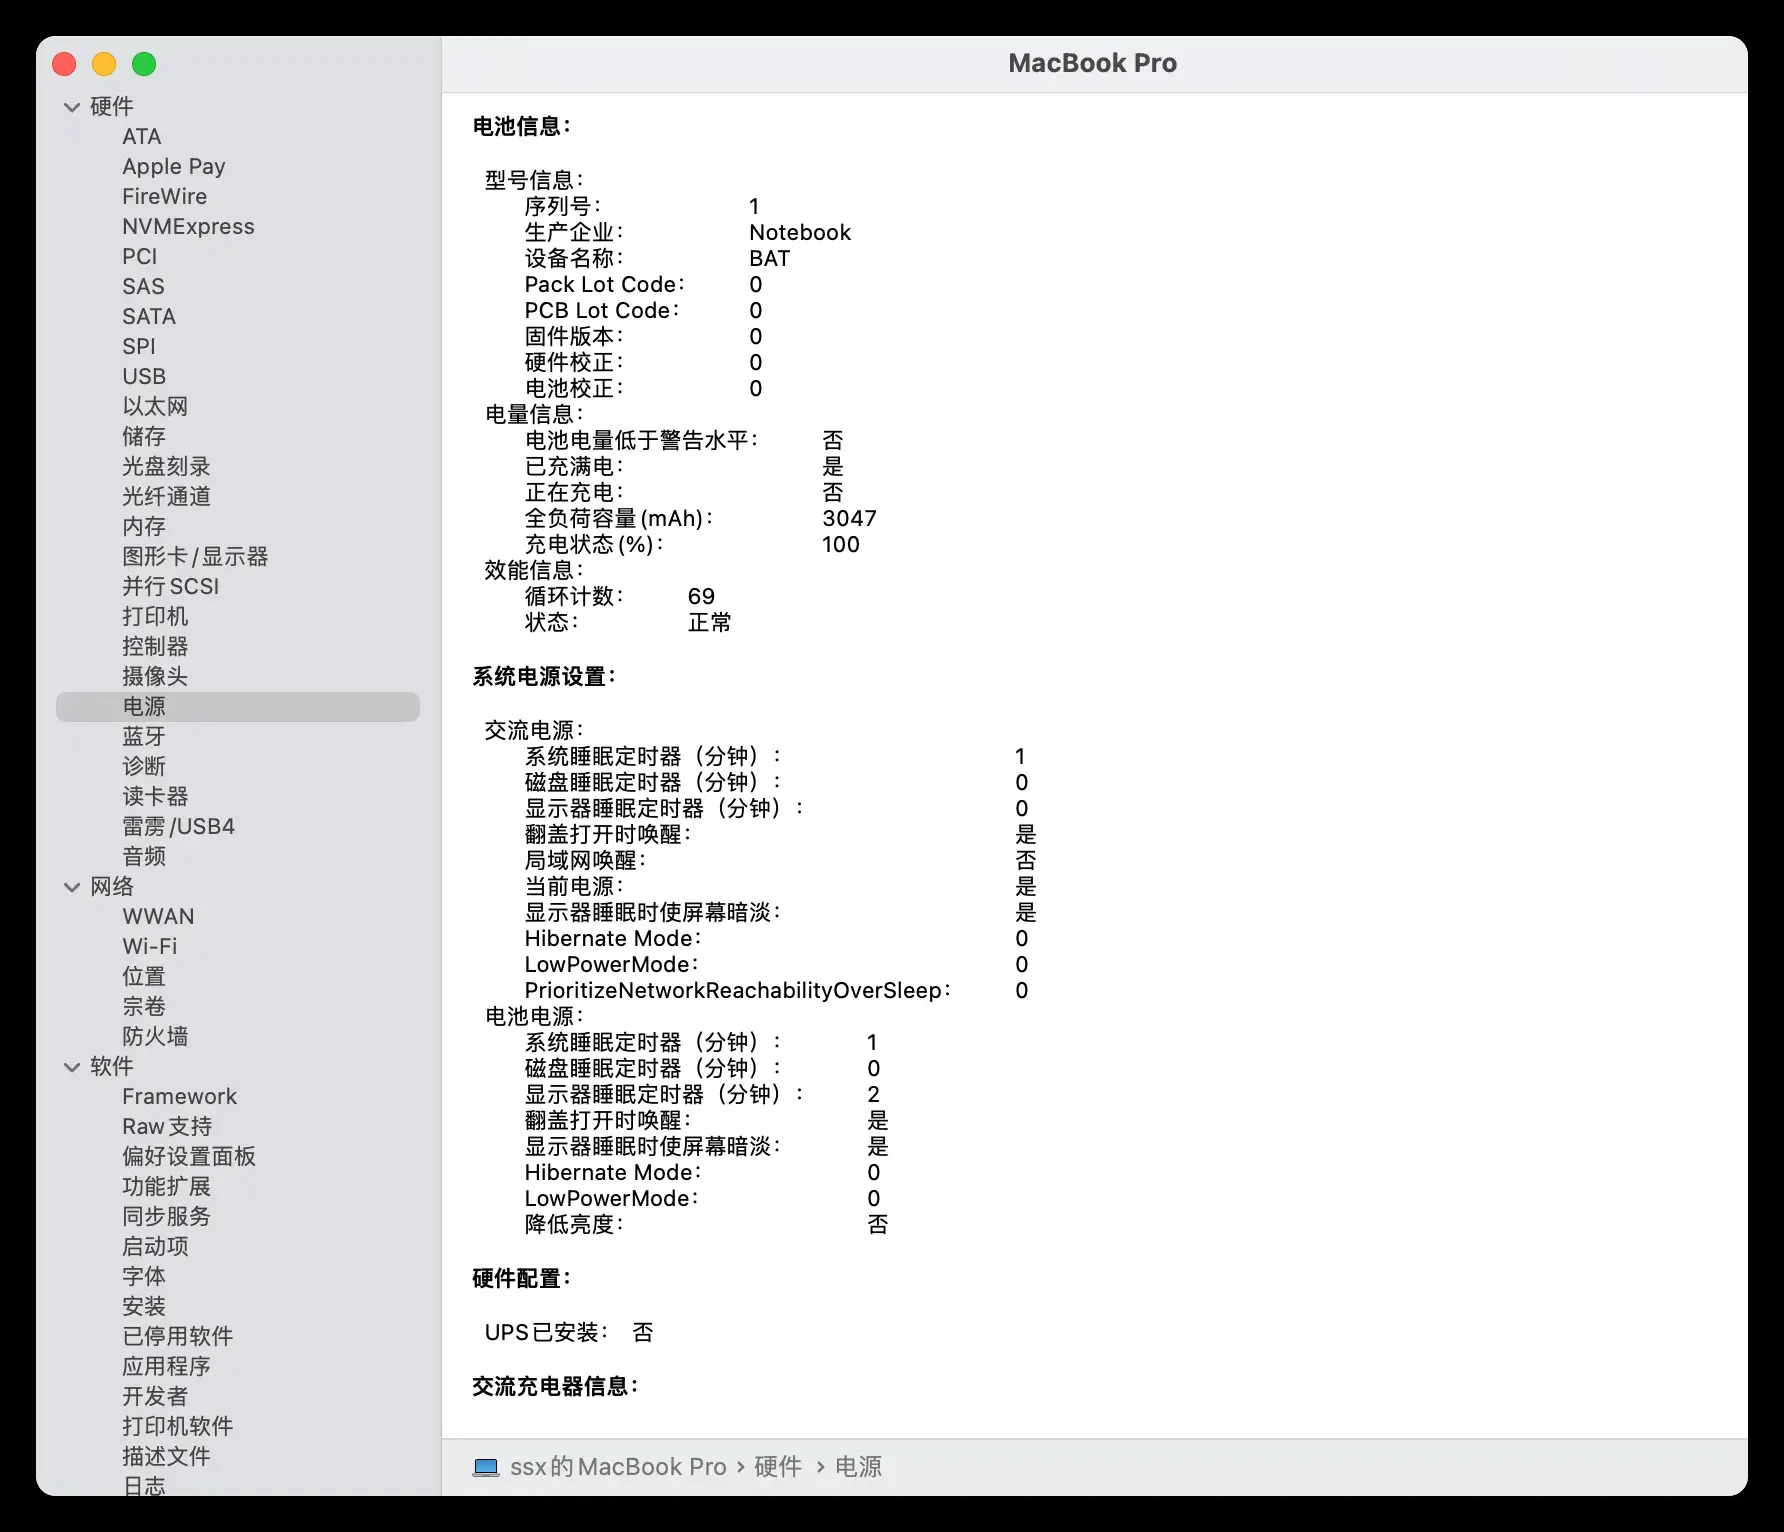 MacBook Pro
硬件
ATA
Apple Pay
FireWire
NVMExpress
PCI
SAS
SATA
SPI
USB
以太网
储存
光盘刻录
光纤通道
内存
图形卡/显示器
并行SCSI
打印机
控制器
摄像头
电源
蓝牙
诊断
读卡器
雷雳/USB4
音频
网络
WWAN
Wi-Fi
位置
宗卷
防火墙
软件
Framework
Raw支持
偏好设置面板
功能扩展
同步服务
启动项
字体
安装
已停用软件
应用程序
开发者
打印机软件
描述文件
日志
电池信息：
型号信息：
序列号： 1
生产企业： Notebook
设备名称： BAT
Pack Lot Code： 0
PCB Lot Code： 0
固件版本： 0
硬件校正： 0
电池校正： 0
电量信息：
电池电量低于警告水平： 否
已充满电： 是
正在充电： 否
全负荷容量(mAh)： 3047
充电状态(%)： 100
效能信息：
循环计数： 69
状态： 正常
系统电源设置：
交流电源：
系统睡眠定时器（分钟）： 1
磁盘睡眠定时器（分钟）： 0
显示器睡眠定时器（分钟）： 0
翻盖打开时唤醒： 是
局域网唤醒： 否
当前电源： 是
显示器睡眠时使屏幕暗淡： 是
Hibernate Mode： 0
LowPowerMode： 0
PrioritizeNetworkReachabilityOverSleep： 0
电池电源：
系统睡眠定时器（分钟）： 1
磁盘睡眠定时器（分钟）： 0
显示器睡眠定时器（分钟）： 2
翻盖打开时唤醒： 是
显示器睡眠时使屏幕暗淡： 是
Hibernate Mode： 0
LowPowerMode： 0
降低亮度： 否
硬件配置：
UPS已安装： 否
交流充电器信息：
ssx的MacBook Pro › 硬件 › 电源